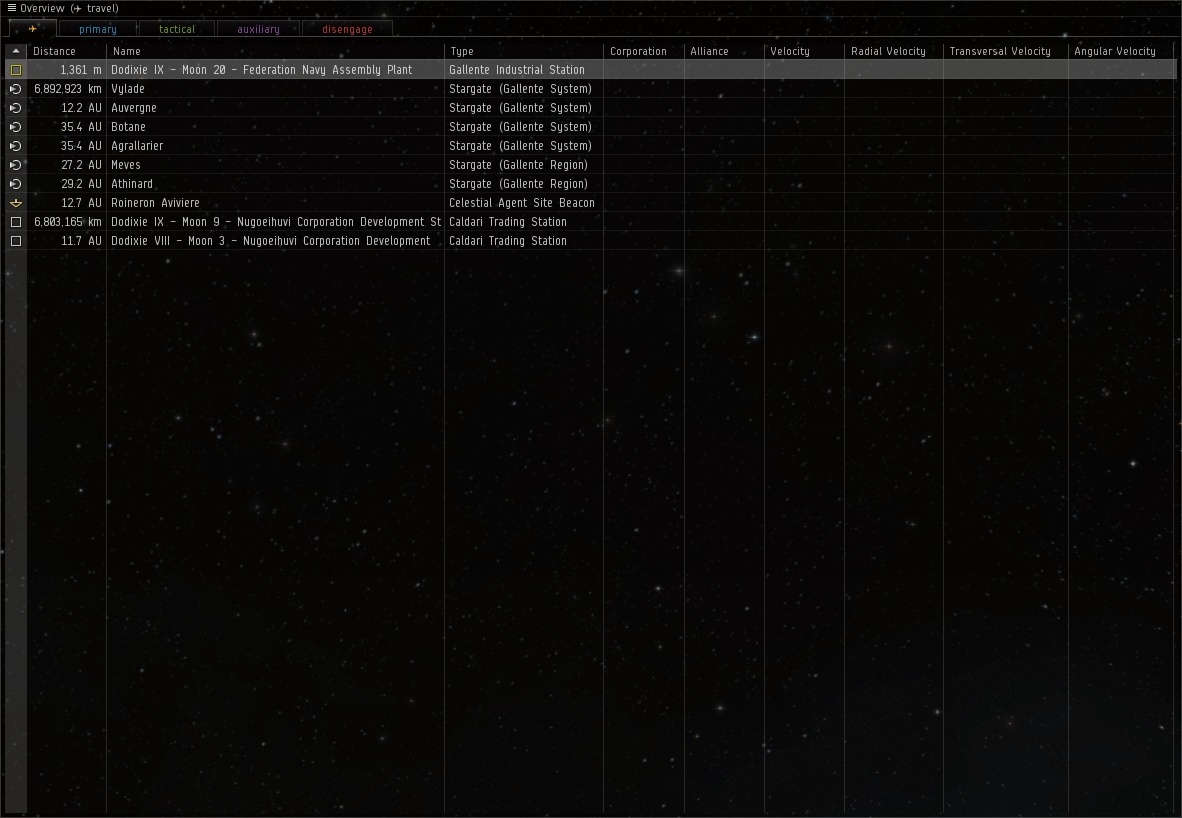 Overview (✈ travel)
✈ primary tactical auxiliary disengage
Distance Name Type Corporation Alliance Velocity Radial Velocity Transversal Velocity Angular Velocity
1,361 m Dodixie IX - Moon 20 - Federation Navy Assembly Plant Gallente Industrial Station
6,892,923 km Vylade Stargate (Gallente System)
12.2 AU Auvergne Stargate (Gallente System)
35.4 AU Botane Stargate (Gallente System)
35.4 AU Agrallarier Stargate (Gallente System)
27.2 AU Meves Stargate (Gallente Region)
29.2 AU Athinard Stargate (Gallente Region)
12.7 AU Roineron Aviviere Celestial Agent Site Beacon
6,803,165 km Dodixie IX - Moon 9 - Nugoeihuvi Corporation Development St Caldari Trading Station
11.7 AU Dodixie VIII - Moon 3 - Nugoeihuvi Corporation Development Caldari Trading Station